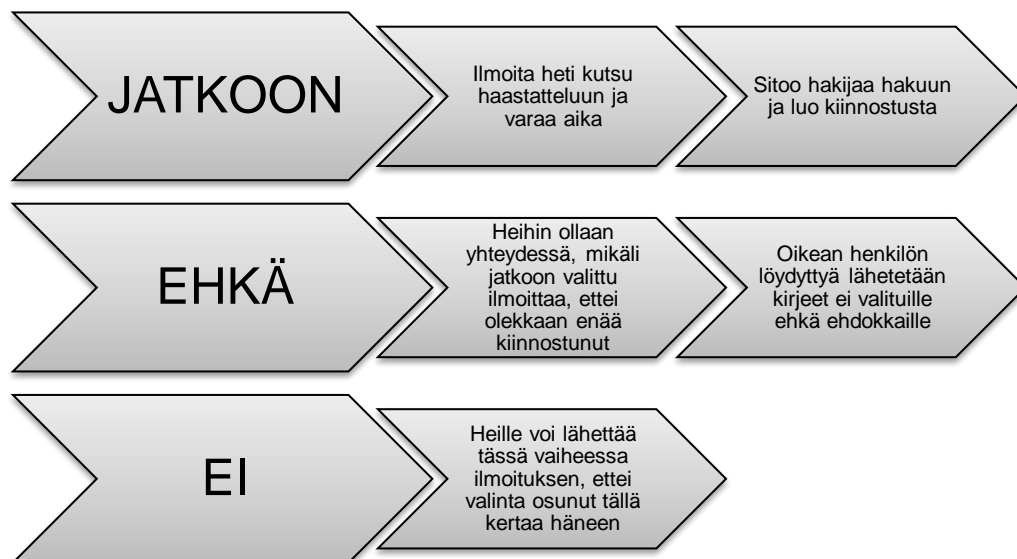 JATKOON
Ilmoita heti kutsu
haastatteluun ja
varaa aika
Sitoo hakijaa hakuun
ja luo kiinnostusta
EHKÄ
Heihin ollaan
yhteydessä, mikäli
jatkoon valittu
ilmoittaa, ettei
olekkaan enää
kiinnostunut
Oikean henkilön
löydyttyä lähetetään
kirjeet ei valituille
ehkä ehdokkaille
EI
Heille voi lähettää
tässä vaiheessa
ilmoituksen, ettei
valinta osunut tällä
kertaa häneen